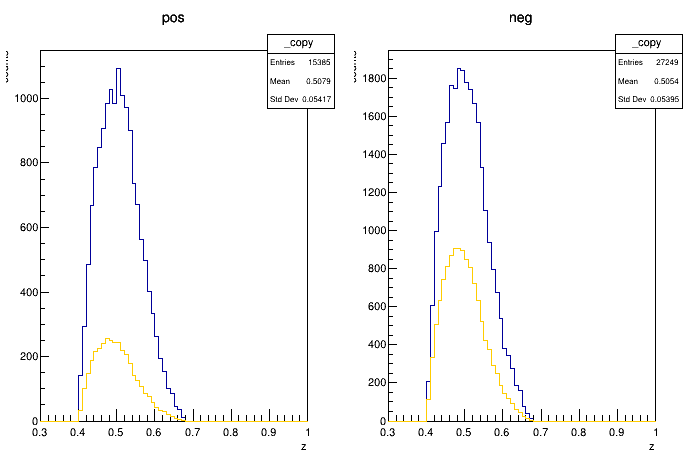 pos
_copy
Entries 15385
Mean 0.5079
Std Dev 0.05417
1000
800
600
400
200
0
0.3 0.4 0.5 0.6 0.7 0.8 0.9 1
z
neg
_copy
Entries 27249
Mean 0.5054
Std Dev 0.05395
1800
1600
1400
1200
1000
800
600
400
200
0
0.3 0.4 0.5 0.6 0.7 0.8 0.9 1
z